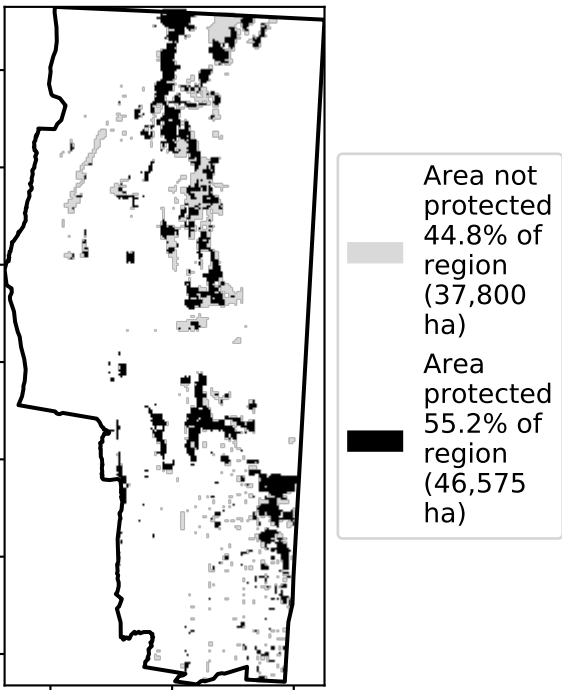 Area not
protected
44.8% of
region
(37,800
ha)
Area
protected
55.2% of
region
(46,575
ha)